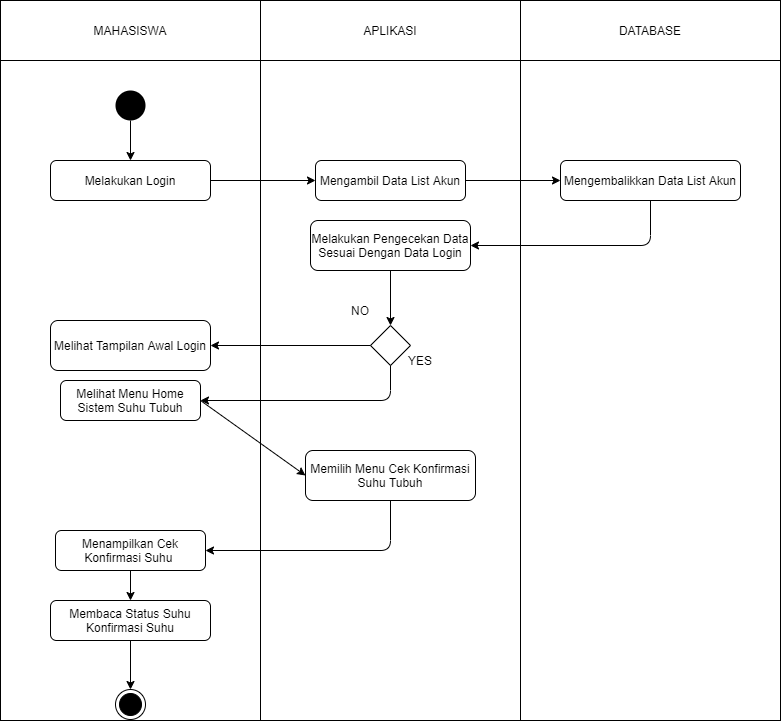 MAHASISWA
APLIKASI
DATABASE
Melakukan Login
Mengambil Data List Akun
Mengembalikkan Data List Akun
Melakukan Pengecekan Data
Sesuai Dengan Data Login
NO
Melihat Tampilan Awal Login
YES
Melihat Menu Home
Sistem Suhu Tubuh
Memilih Menu Cek Konfirmasi
Suhu Tubuh
Menampilkan Cek
Konfirmasi Suhu
Membaca Status Suhu
Konfirmasi Suhu